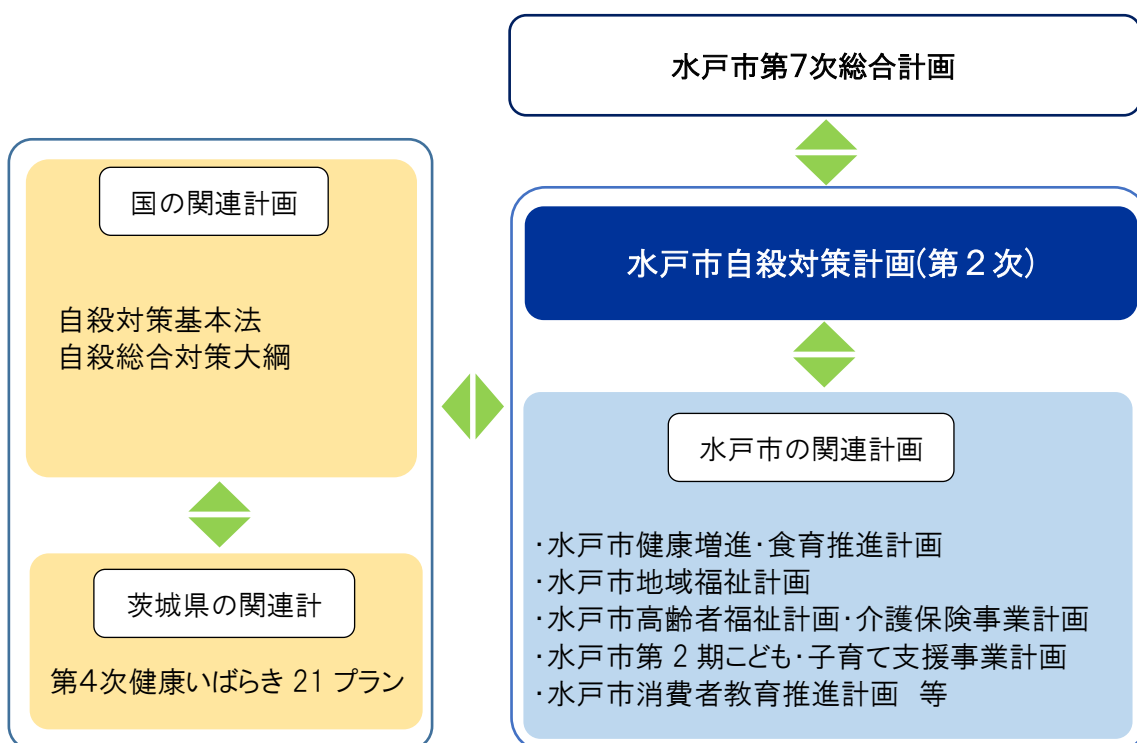 水戸市第7次総合計画
国の関連計画
自殺対策基本法
自殺総合対策大綱
茨城県の関連計
第4次健康いばらき 21 プラン
水戸市自殺対策計画(第２次)
水戸市の関連計画
・水戸市健康増進・食育推進計画
・水戸市地域福祉計画
・水戸市高齢者福祉計画・介護保険事業計画
・水戸市第 2 期こども・子育て支援事業計画
・水戸市消費者教育推進計画　等